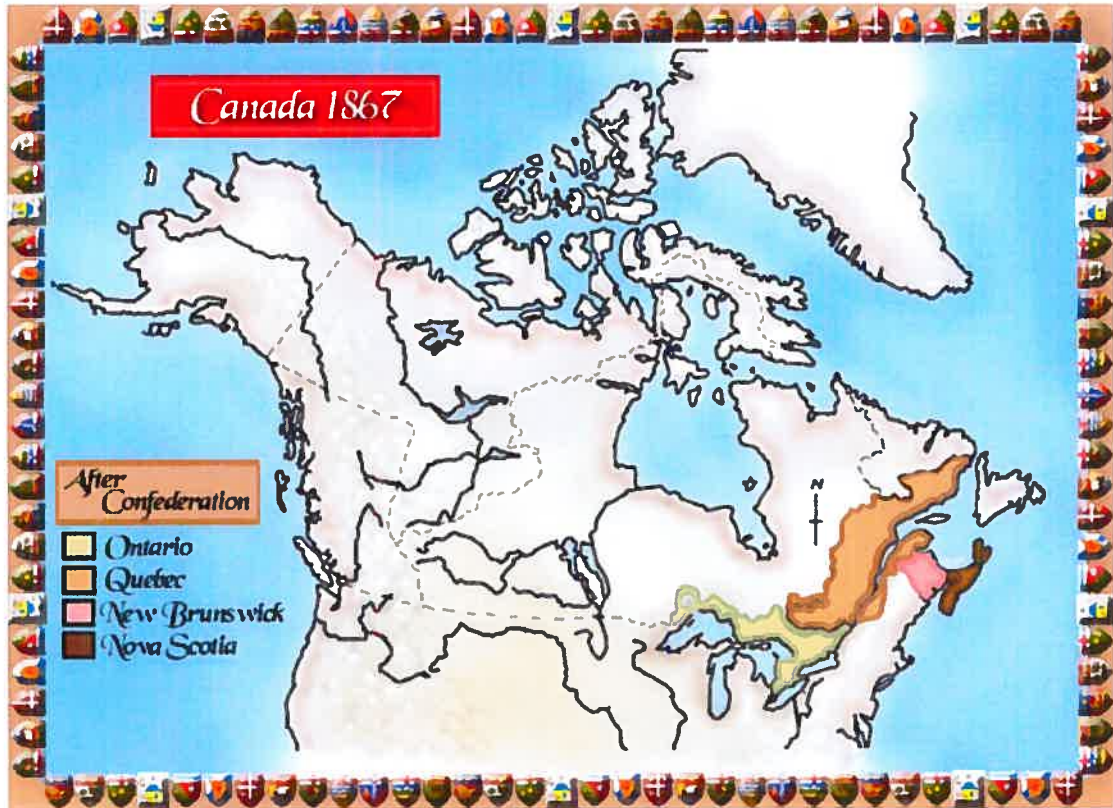 Canada 1867
After
Confederation
Ontario
Quebec
New Brunswick
Nova Scotia
N